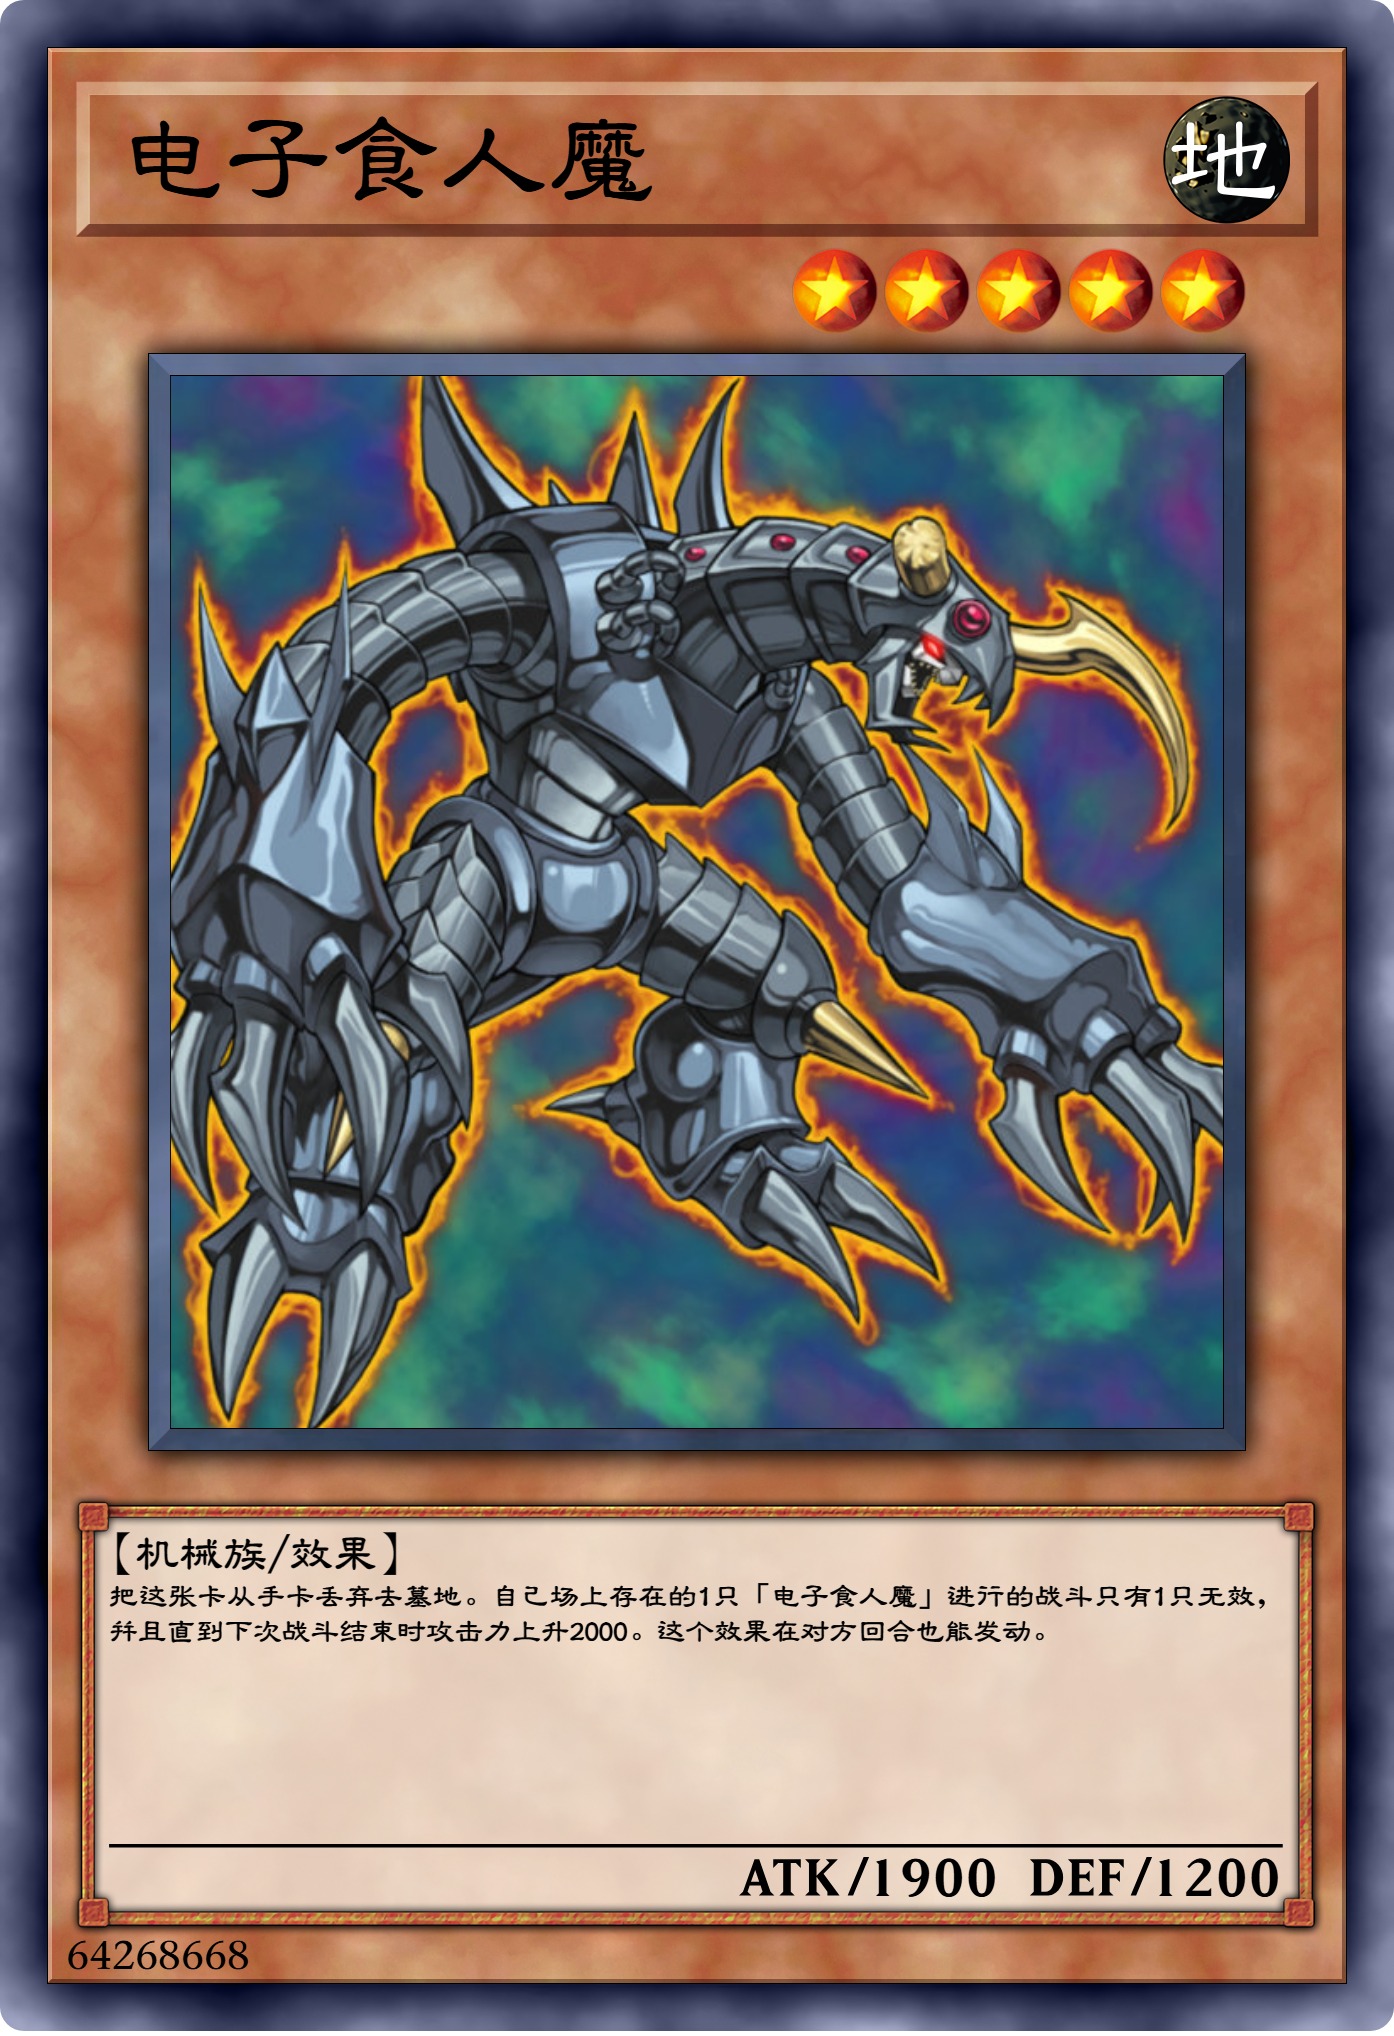 电子食人魔
地
【机械族/效果】
把这张卡从手卡丢弃去墓地。自己场上存在的1只「电子食人魔」进行的战斗只有1只无效，
并且直到下次战斗结束时攻击力上升2000。这个效果在对方回合也能发动。
ATK/1900 DEF/1200
64268668